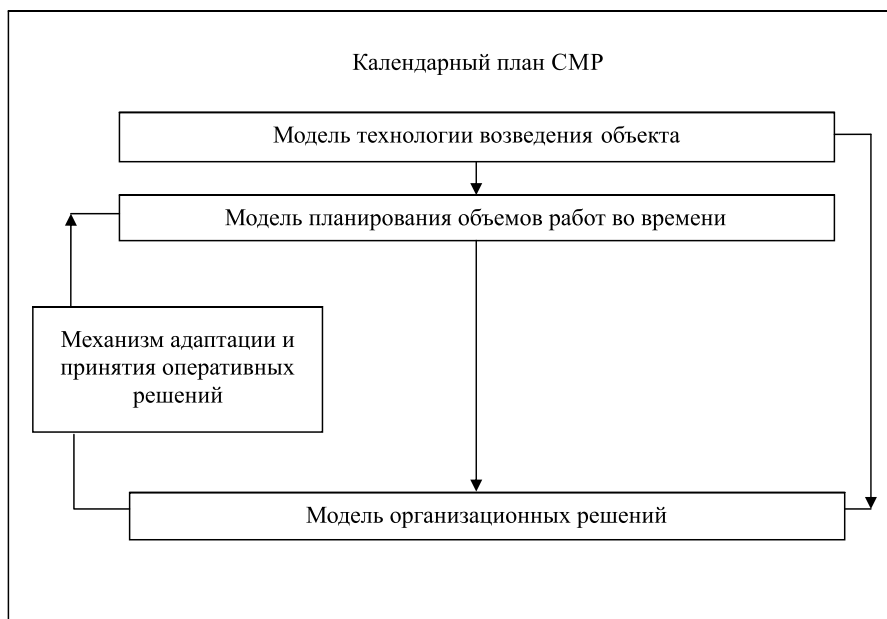 Календарный план СМР
Модель технологии возведения объекта
Модель планирования объемов работ во времени
Механизм адаптации и
принятия оперативных
решений
Модель организационных решений